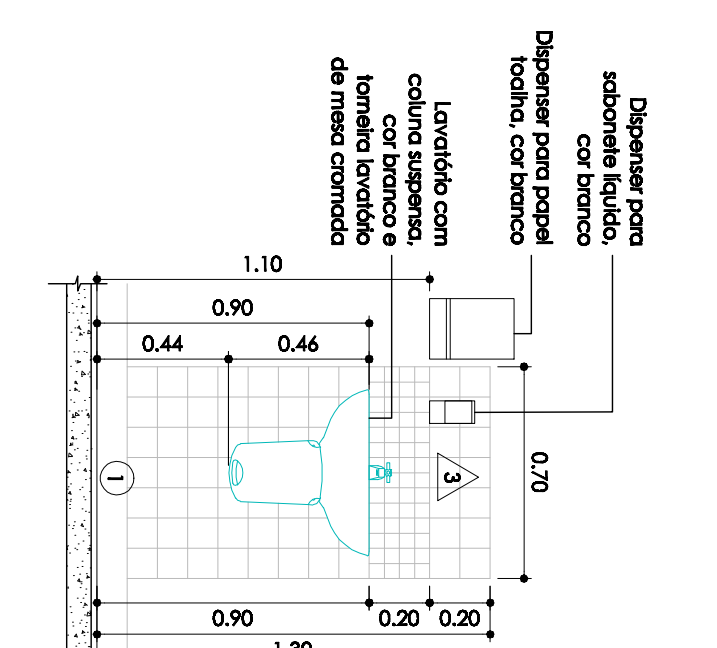 Dispenser para
sabonete líquido,
cor branco
Dispenser para papel
toalha, cor branco
Lavatório com
coluna suspensa,
cor branco e
torneira lavatório
de mesa cromada
1.10
0.90
0.44
0.46
0.70
3
1
0.90
0.20
0.20